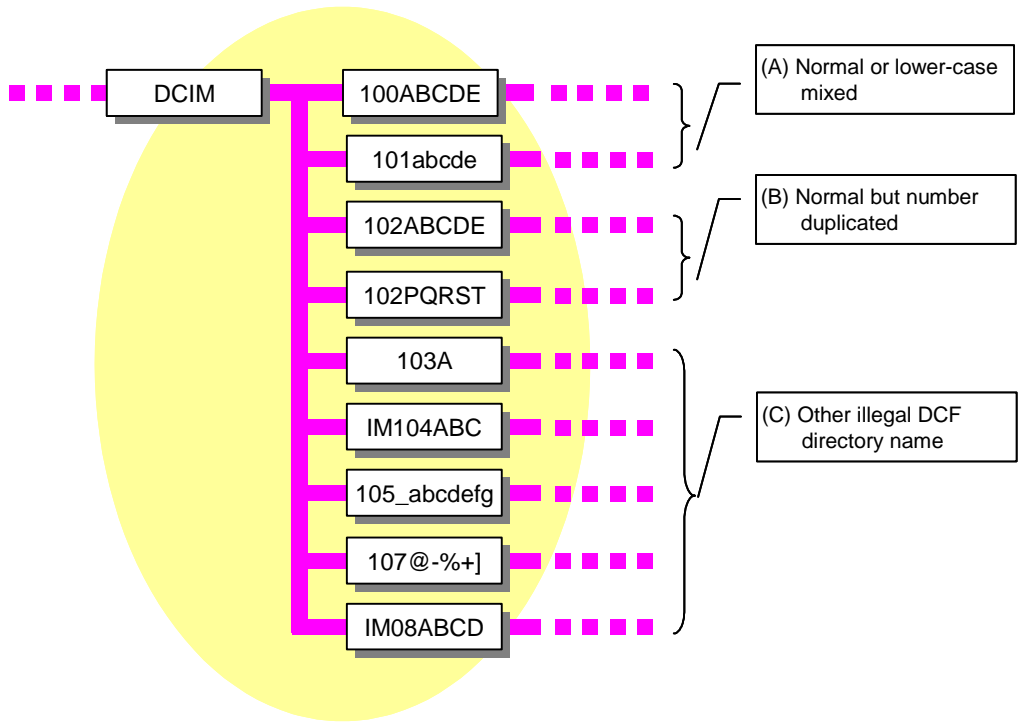 DCIM
100ABCDE
101abcde
102ABCDE
102PQRST
103A
IM104ABC
105_abcdefg
107@-%+]
IM08ABCD
(A) Normal or lower-case
mixed
(B) Normal but number
duplicated
(C) Other illegal DCF
directory name